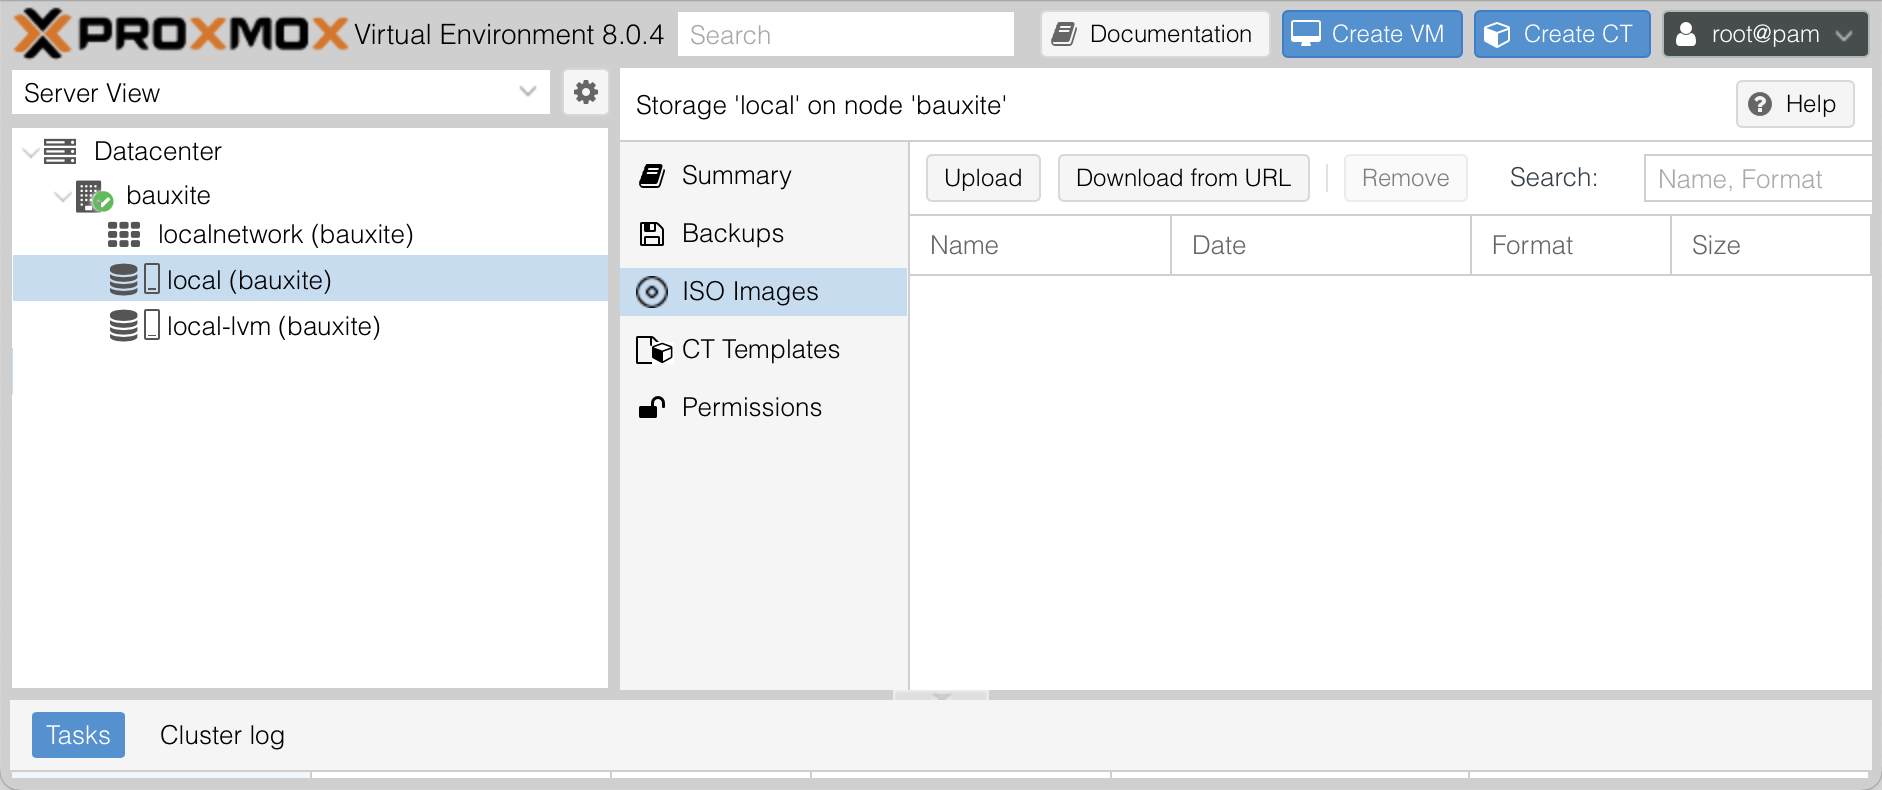 PROXMOX Virtual Environment 8.0.4 Search Documentation Create VM Create CT root@pam
Server View
Storage 'local' on node 'bauxite' Help
Datacenter
bauxite
localnetwork (bauxite)
local (bauxite)
local-lvm (bauxite)
Summary
Backups
ISO Images
CT Templates
Permissions
Upload Download from URL Remove Search: Name, Format
Name Date Format Size
Tasks Cluster log